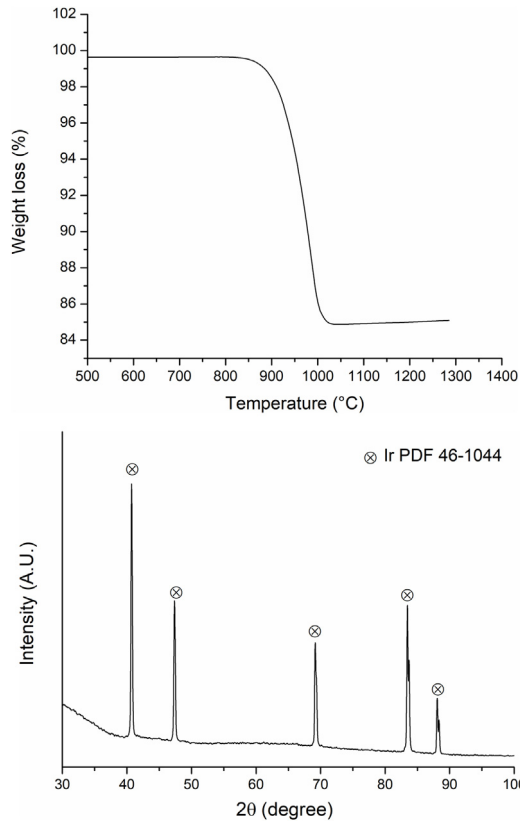 102
100
98
96
94
92
90
88
86
84
Weight loss (%)
500 600 700 800 900 1000 1100 1200 1300 1400
Temperature (°C)
⊗ Ir PDF 46-1044
Intensity (A.U.)
30 40 50 60 70 80 90 100
2θ (degree)